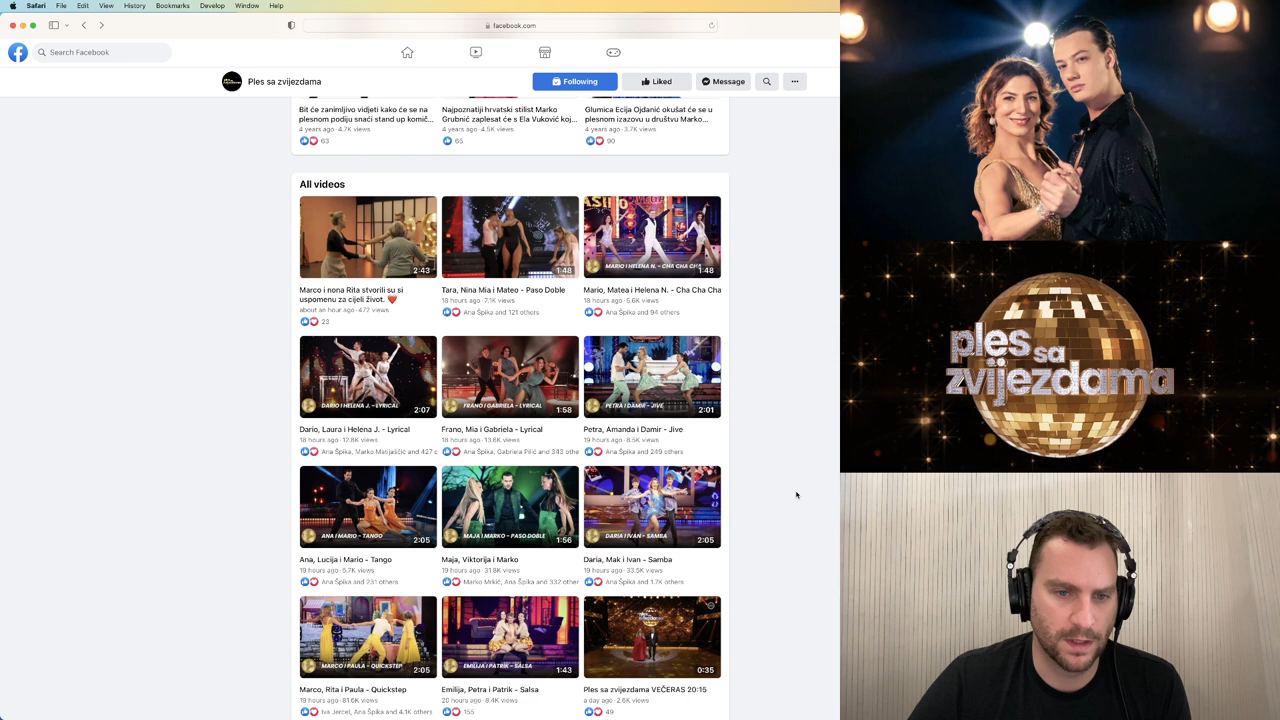 Safari File Edit View History Bookmarks Develop Window Help
facebook.com
Search Facebook
Ples sa zvijezdama
Following
Liked
Message
Bit će zanimljivo vidjeti kako će se na
plesnom podiju snaći stand up komič...
4 years ago · 4.7K views
63
Najpoznatiji hrvatski stilist Marko
Grubnić zaplesat će s Ela Vuković koj...
4 years ago · 4.5K views
65
Glumica Ecija Ojdanić okušat će se u
plesnom izazovu u društvu Marko...
4 years ago · 3.7K views
90
All videos
2:43
Marco i nona Rita stvorili su si
uspomenu za cijeli život. ❤️
about an hour ago · 472 views
23
1:48
Tara, Nina Mia i Mateo - Paso Doble
18 hours ago · 7.1K views
Ana Špika and 121 others
MARIO I HELENA N. - CHA CHA CHA
1:48
Mario, Matea i Helena N. - Cha Cha Cha
18 hours ago · 5.6K views
Ana Špika and 94 others
DARIO I HELENA J. - LYRICAL
2:07
Dario, Laura i Helena J. - Lyrical
18 hours ago · 12.8K views
Ana Špika, Marko Matijaščić and 427 o
FRANO I GABRIELA - LYRICAL
1:58
Frano, Mia i Gabriela - Lyrical
18 hours ago · 13.6K views
Ana Špika, Gabriela Pilić and 343 othe
PETRA I DAMIR - JIVE
2:01
Petra, Amanda i Damir - Jive
19 hours ago · 8.5K views
Ana Špika and 249 others
ANA I MARIO - TANGO
2:05
Ana, Lucija i Mario - Tango
19 hours ago · 5.7K views
Ana Špika and 231 others
MAJA I MARKO - PASO DOBLE
1:56
Maja, Viktorija i Marko
19 hours ago · 31.8K views
Marko Mrkić, Ana Špika and 332 other
DARIA I IVAN - SAMBA
2:05
Daria, Mak i Ivan - Samba
19 hours ago · 33.5K views
Ana Špika and 1.7K others
MARCO I PAULA - QUICKSTEP
2:05
Marco, Rita i Paula - Quickstep
19 hours ago · 81.6K views
Iva Jercel, Ana Špika and 4.1K others
EMILIJA I PATRIK - SALSA
1:43
Emilija, Petra i Patrik - Salsa
20 hours ago · 8.4K views
155
0:35
Ples sa zvijezdama VEČERAS 20:15
a day ago · 2.6K views
49
ples sa
zvijezdama